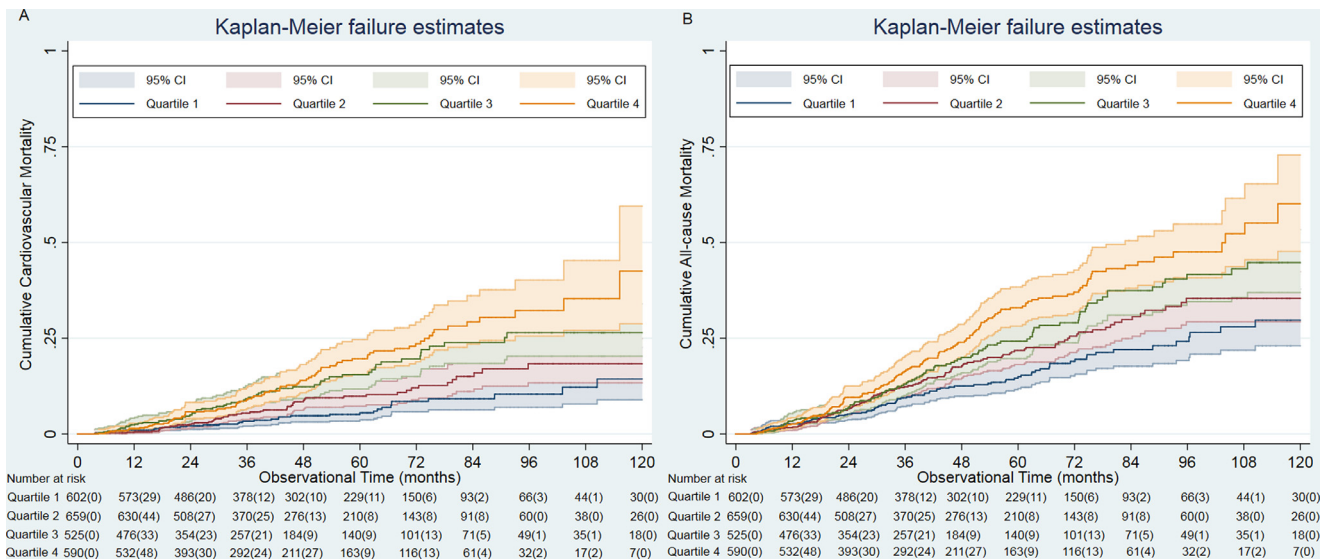 A
Kaplan-Meier failure estimates
95% CI 95% CI 95% CI 95% CI
Quartile 1 Quartile 2 Quartile 3 Quartile 4
Cumulative Cardiovascular Mortality
1
.75
.5
.25
0
0 12 24 36 48 60 72 84 96 108 120
Observational Time (months)
Number at risk
Quartile 1 602(0) 573(29) 486(20) 378(12) 302(10) 229(11) 150(6) 93(2) 66(3) 44(1) 30(0)
Quartile 2 659(0) 630(44) 508(27) 370(25) 276(13) 210(8) 143(8) 91(8) 60(0) 38(0) 26(0)
Quartile 3 525(0) 476(33) 354(23) 257(21) 184(9) 140(9) 101(13) 71(5) 49(1) 35(1) 18(0)
Quartile 4 590(0) 532(48) 393(30) 292(24) 211(27) 163(9) 116(13) 61(4) 32(2) 17(2) 7(0)
B
Kaplan-Meier failure estimates
95% CI 95% CI 95% CI 95% CI
Quartile 1 Quartile 2 Quartile 3 Quartile 4
Cumulative All-cause Mortality
1
.75
.5
.25
0
0 12 24 36 48 60 72 84 96 108 120
Observational Time (months)
Number at risk
Quartile 1 602(0) 573(29) 486(20) 378(12) 302(10) 229(11) 150(6) 93(2) 66(3) 44(1) 30(0)
Quartile 2 659(0) 630(44) 508(27) 370(25) 276(13) 210(8) 143(8) 91(8) 60(0) 38(0) 26(0)
Quartile 3 525(0) 476(33) 354(23) 257(21) 184(9) 140(9) 101(13) 71(5) 49(1) 35(1) 18(0)
Quartile 4 590(0) 532(48) 393(30) 292(24) 211(27) 163(9) 116(13) 61(4) 32(2) 17(2) 7(0)